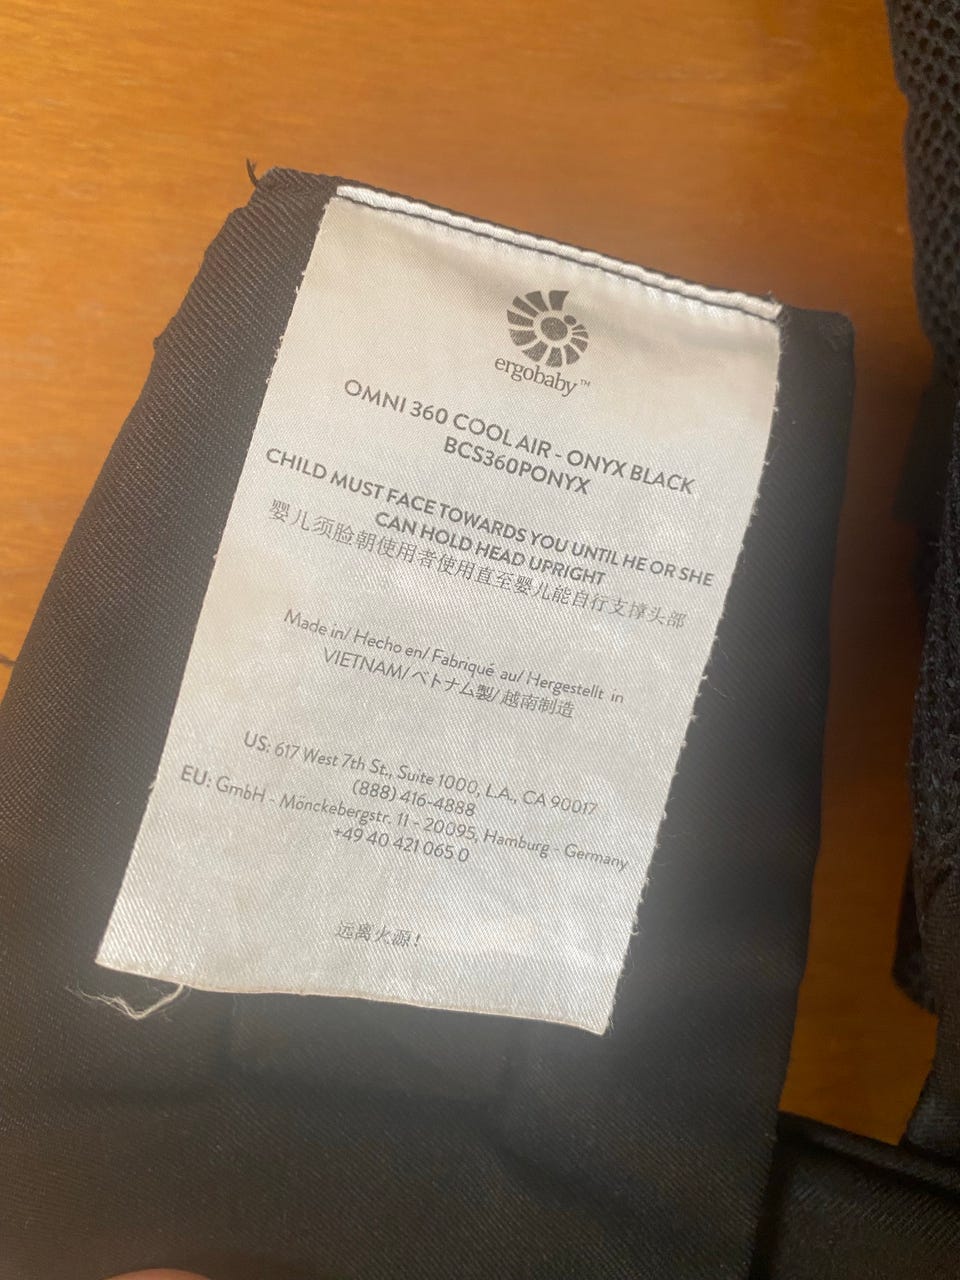 ergobaby™
OMNI 360 COOL AIR - ONYX BLACK
BCS360PONYX
CHILD MUST FACE TOWARDS YOU UNTIL HE OR SHE
CAN HOLD HEAD UPRIGHT
婴儿须脸朝使用者使用直至婴儿能自行支撑头部
Made in/ Hecho en/ Fabriqué au/ Hergestellt in
VIETNAM/ ベトナム製/ 越南制造
US: 617 West 7th St., Suite 1000, L.A., CA 90017
(888) 416-4888
EU: GmbH - Mönckebergstr. 11 - 20095, Hamburg - Germany
+49 40 421 065 0
远离火源!